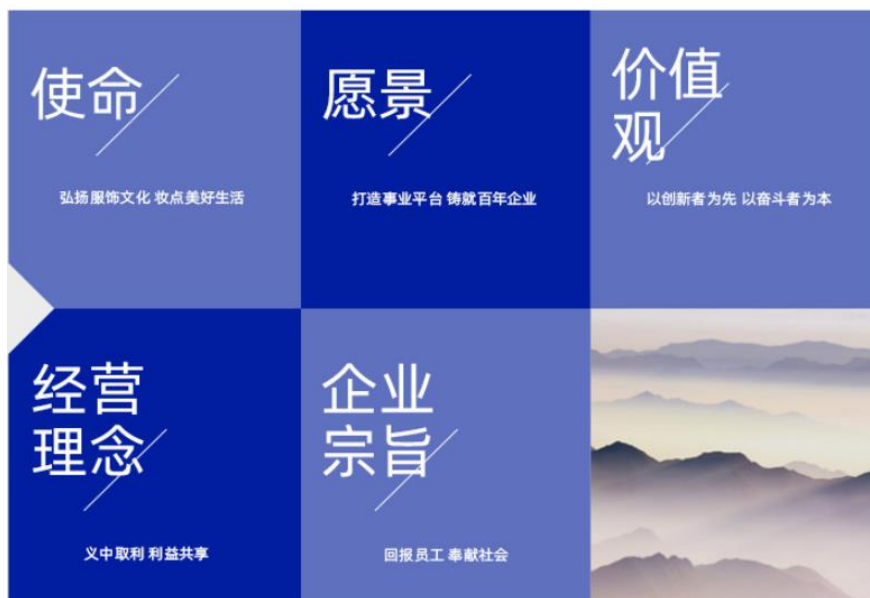 使命
弘扬服饰文化 妆点美好生活
愿景
打造事业平台 铸就百年企业
价值
观
以创新者为先 以奋斗者为本
经营
理念
义中取利 利益共享
企业
宗旨
回报员工 奉献社会